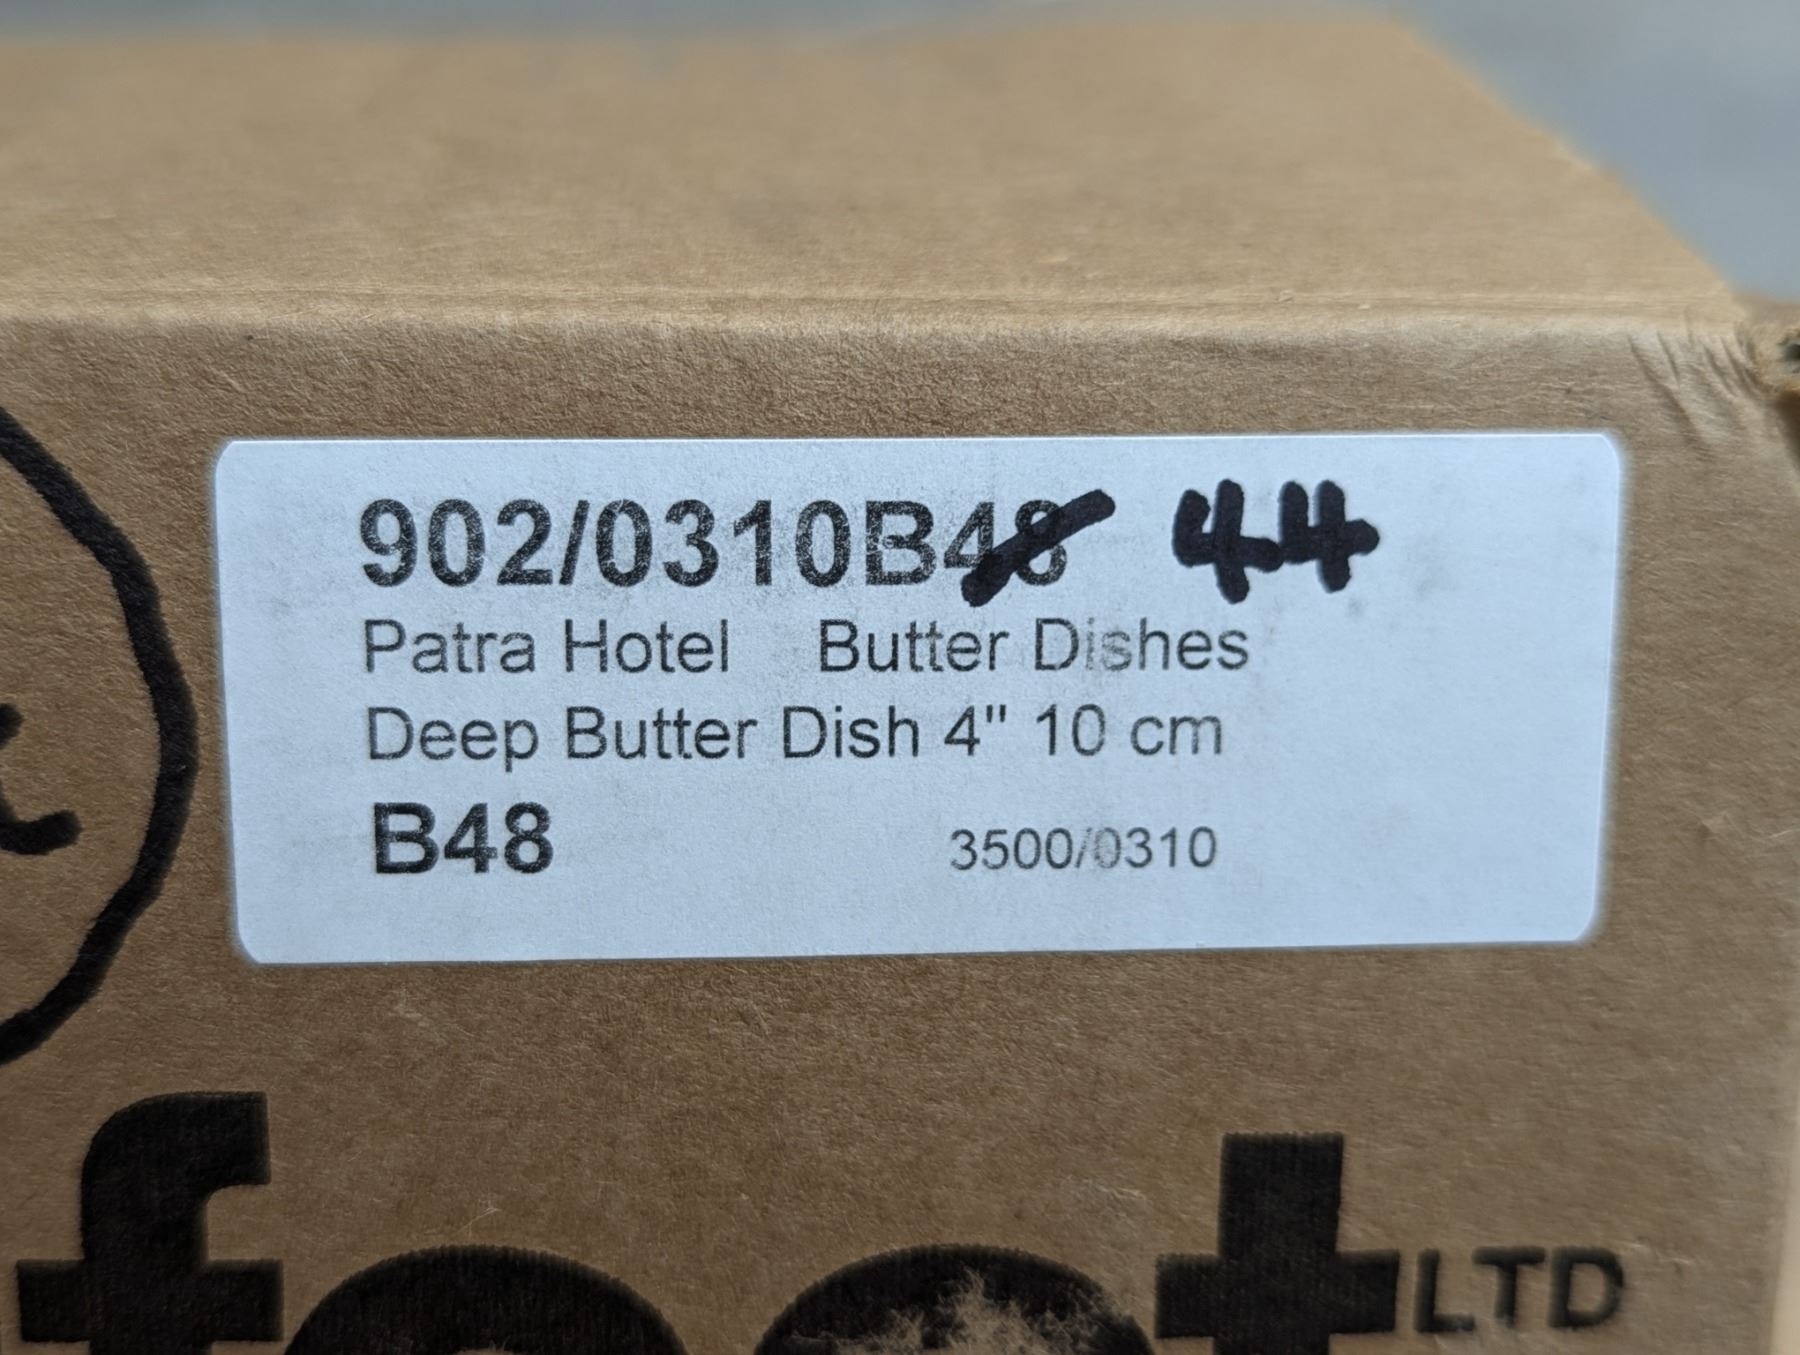 902/0310B48 44
Patra Hotel Butter Dishes
Deep Butter Dish 4" 10 cm
B48 3500/0310
LTD